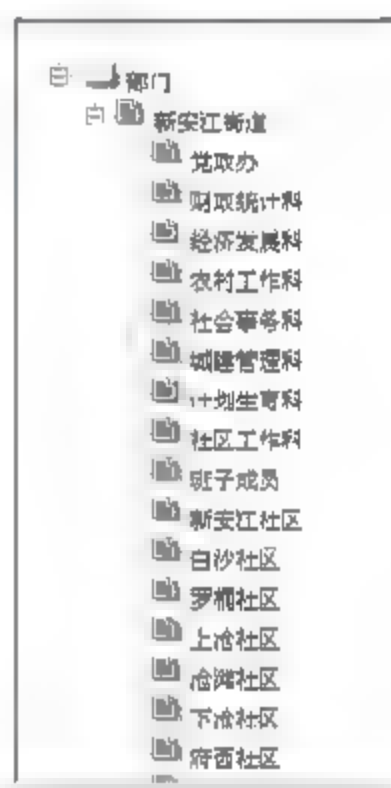 部门
新安江街道
党政办
财政统计科
经济发展科
农村工作科
社会事务科
城建管理科
计划生育科
社区工作科
班子成员
新安江社区
白沙社区
罗桐社区
上沧社区
沧滩社区
下沧社区
府西社区